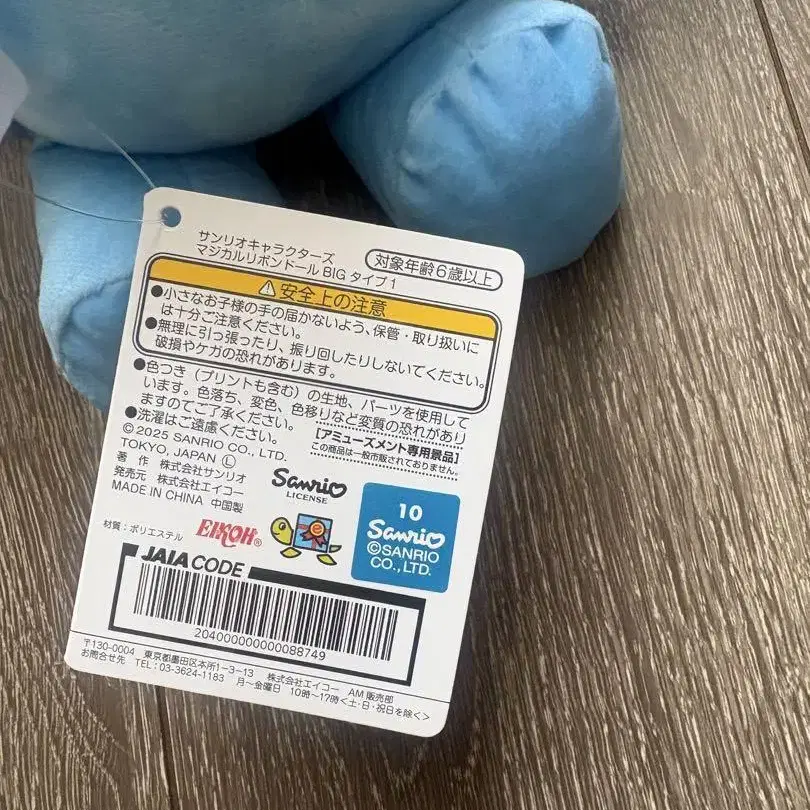 サンリオキャラクターズ
マジカルリボンドール BIG タイプ1
対象年齢6歳以上
安全上の注意
●小さなお子様の手の届かないよう、保管・取り扱いに
は十分ご注意ください。
●無理に引っ張ったり、振り回したりしないでください。
破損やケガの恐れがあります。
●色つき(プリントも含む)の生地、パーツを使用して
います。色落ち、変色、色移りなど変質の恐れがあり
ますのでご了承ください。
●洗濯はご遠慮ください。
【アミューズメント専用景品】
この商品は一般市販されておりません。
© 2025 SANRIO CO., LTD.
TOKYO, JAPAN Ⓛ
著 作 株式会社サンリオ
発売元 株式会社エイコー
MADE IN CHINA 中国製
Sanrio
LICENSE
10
Sanrio
©SANRIO
CO.,LTD.
材質:ポリエステル
EIKOH®
e
JAIA CODE
204000000000088749
〒130-0004 東京都墨田区本所1-3-13 株式会社エイコー AM販売部
お問合せ先 TEL:03-3624-1183 月~金曜日 10時~17時<土・日・祝日を除く>